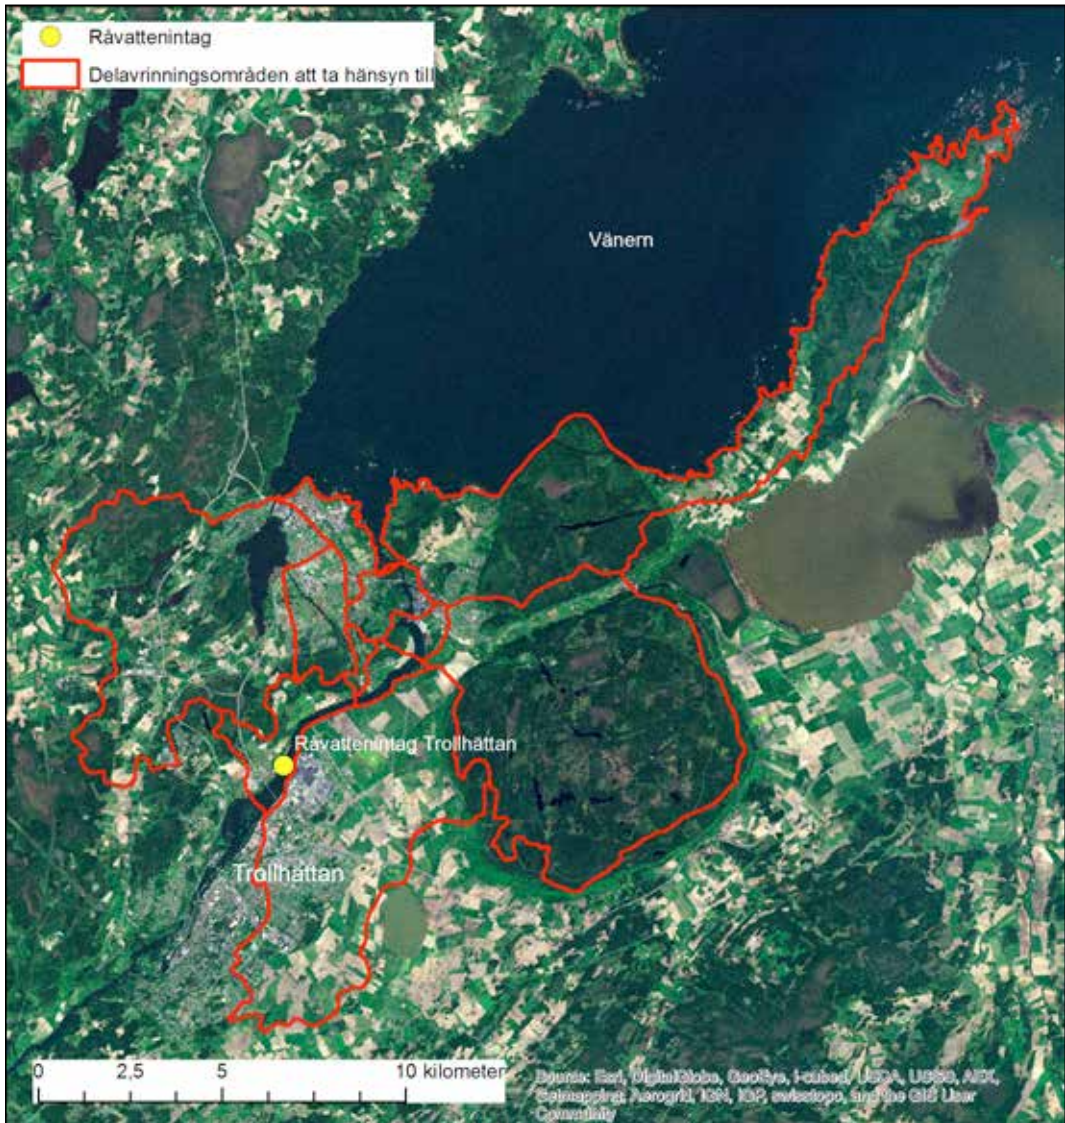 Råvattenintag
Delavrinningsområden att ta hänsyn till
Vänern
Råvattenintag Trollhättan
Trollhättan
0 2,5 5 10 kilometer
Source: Esri, DigitalGlobe, GeoEye, i-cubed, USDA, USGS, AEX,
Getmapping, Aerogrid, IGN, IGP, swisstopo, and the GIS User
Community